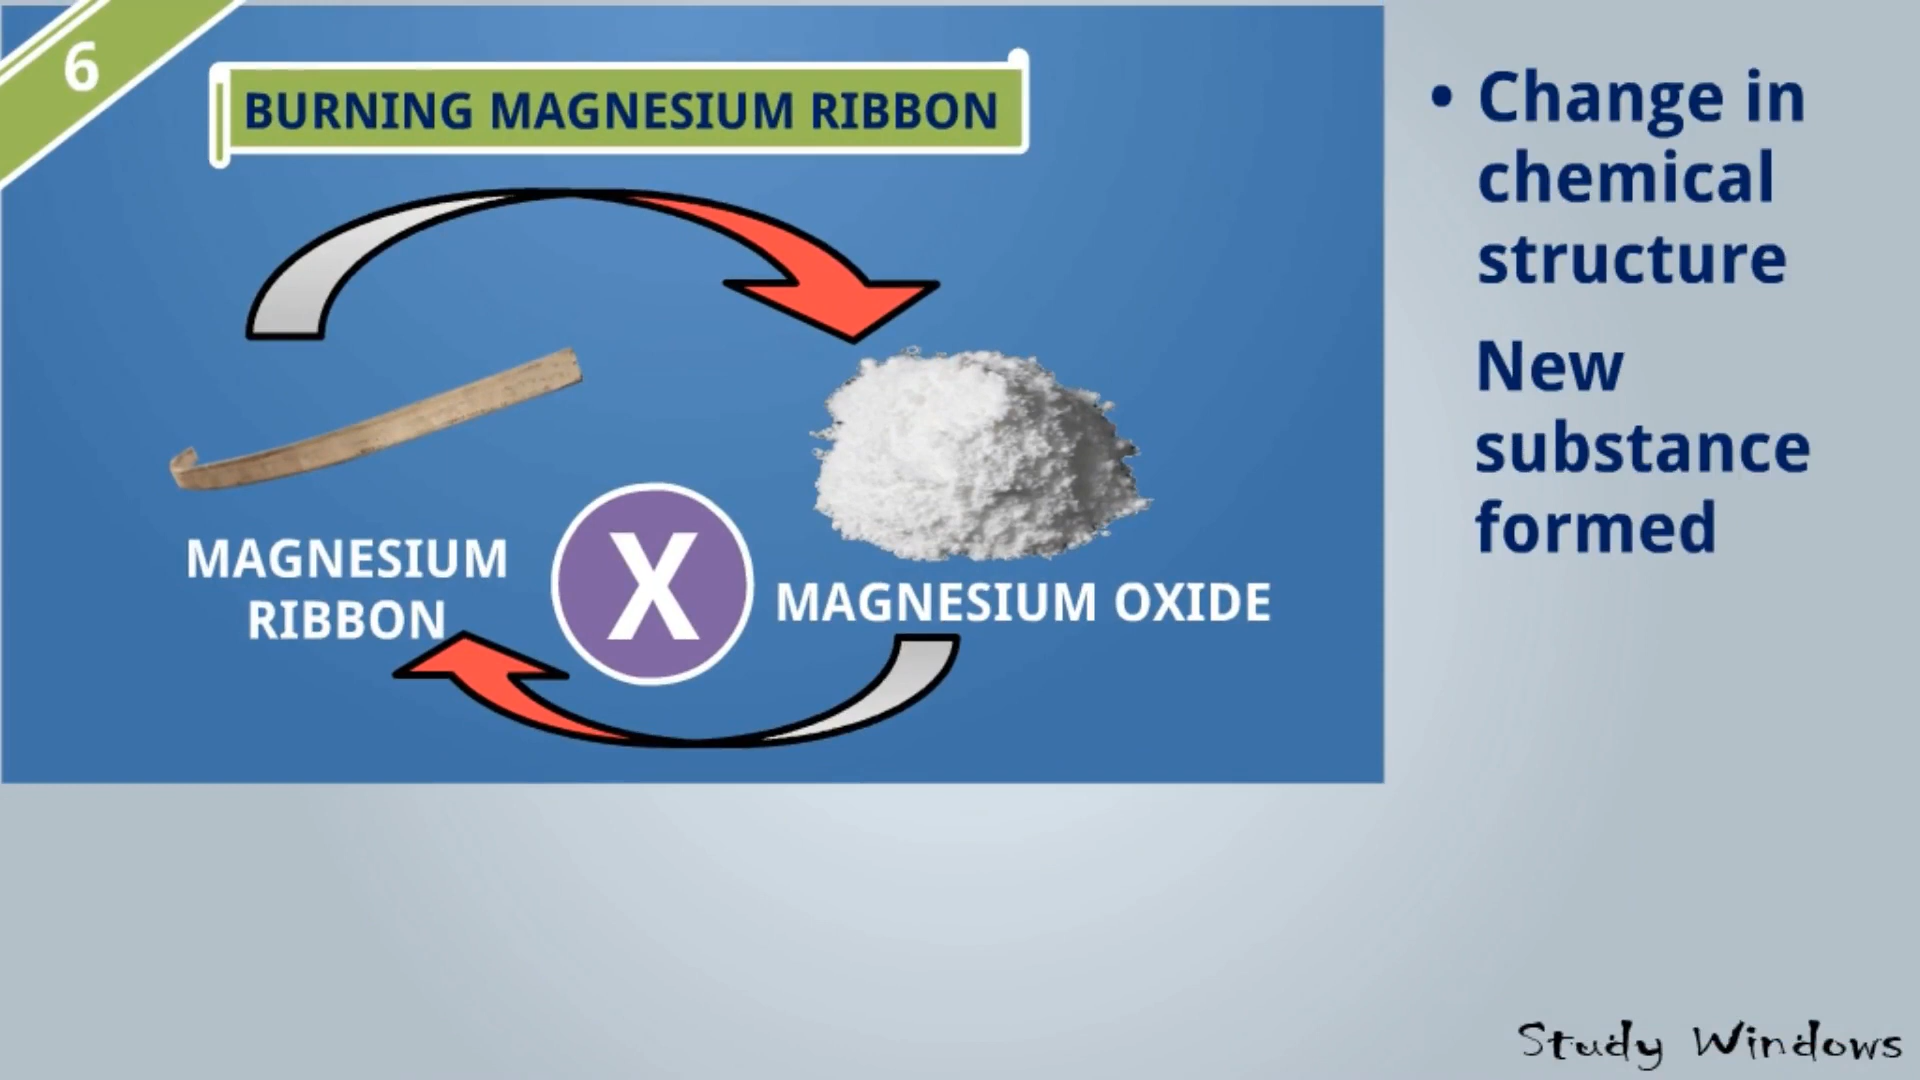 6
BURNING MAGNESIUM RIBBON
MAGNESIUM
RIBBON
X
MAGNESIUM OXIDE
• Change in
chemical
structure
New
substance
formed
Study Windows